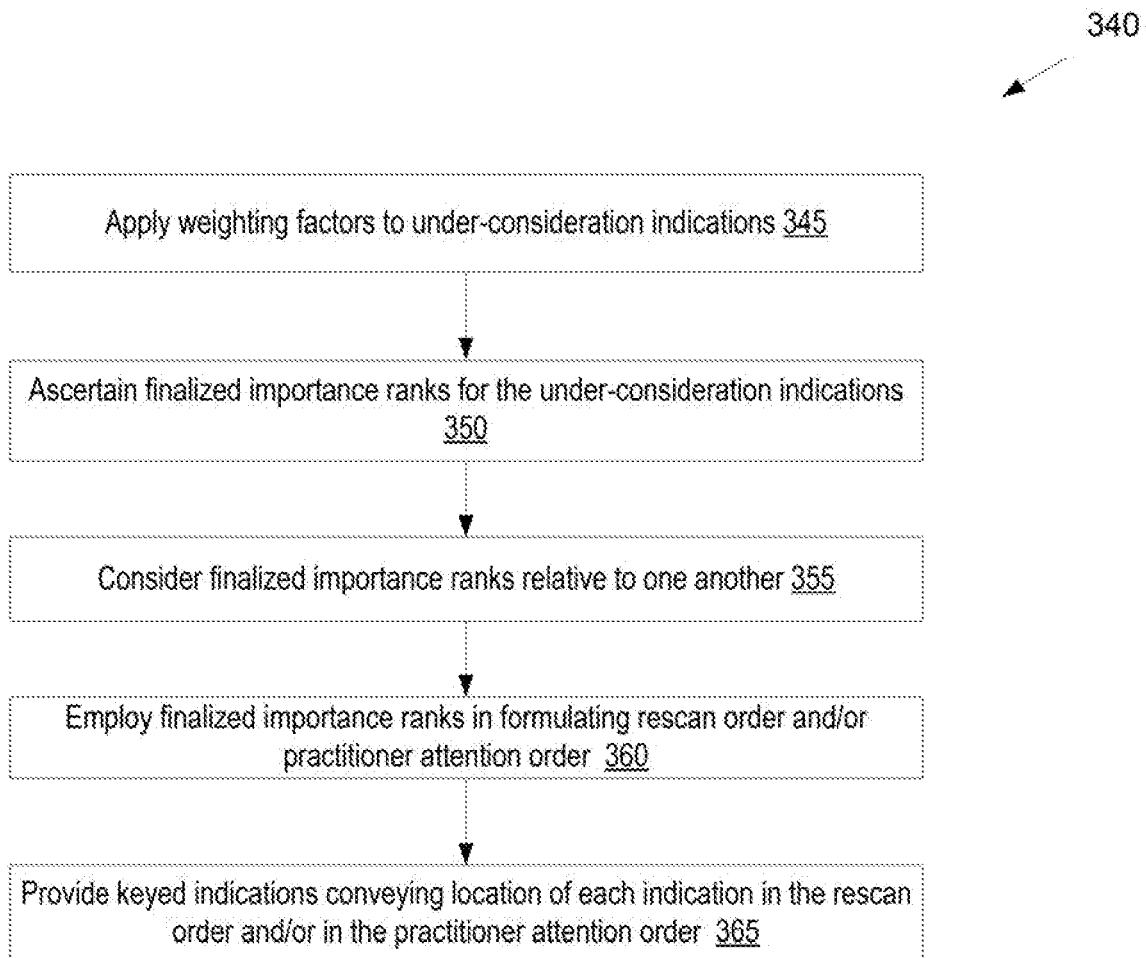 340
Apply weighting factors to under-consideration indications 345
Ascertain finalized importance ranks for the under-consideration indications
350
Consider finalized importance ranks relative to one another 355
Employ finalized importance ranks in formulating rescan order and/or
practitioner attention order 360
Provide keyed indications conveying location of each indication in the rescan
order and/or in the practitioner attention order 365